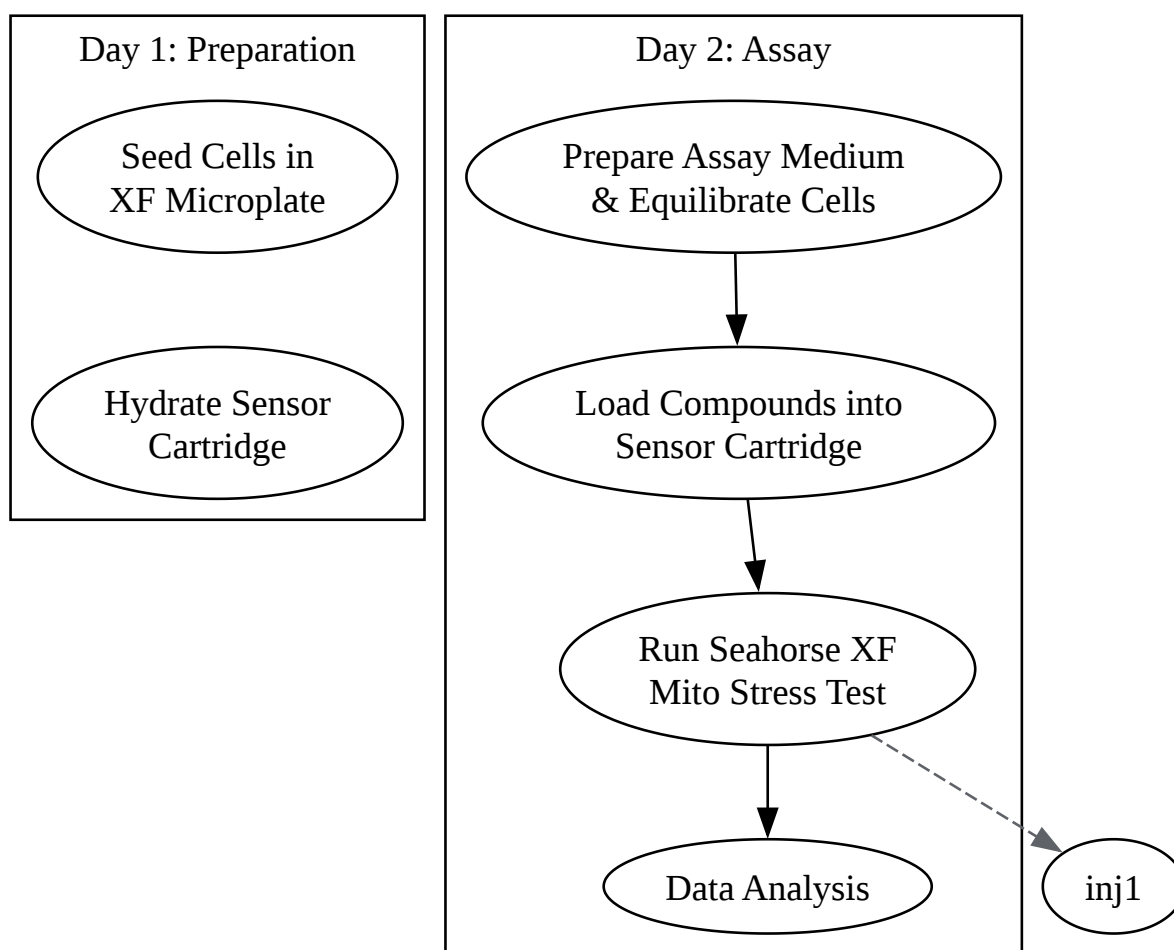 Day 1: Preparation
Seed Cells in
XF Microplate
Hydrate Sensor
Cartridge
Day 2: Assay
Prepare Assay Medium
& Equilibrate Cells
Load Compounds into
Sensor Cartridge
Run Seahorse XF
Mito Stress Test
Data Analysis
inj1